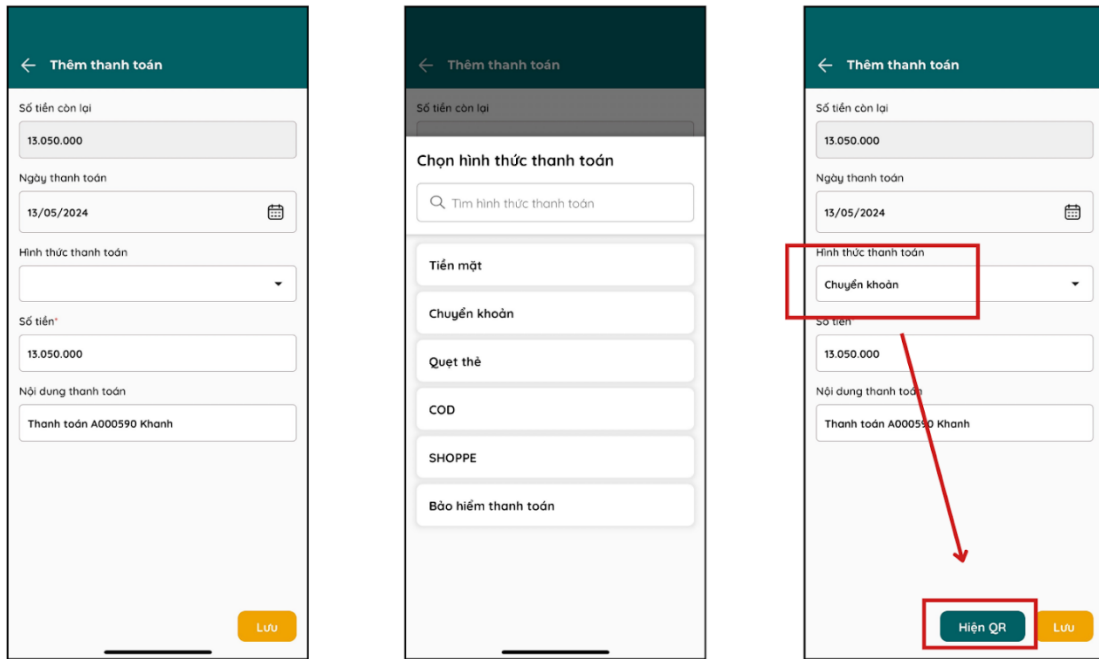 Thêm thanh toán
Số tiền còn lại
13.050.000
Ngày thanh toán
13/05/2024
Hình thức thanh toán
Số tiền*
13.050.000
Nội dung thanh toán
Thanh toán A000590 Khanh
Lưu
Thêm thanh toán
Số tiền còn lại
Chọn hình thức thanh toán
Tìm hình thức thanh toán
Tiền mặt
Chuyển khoản
Quẹt thẻ
COD
SHOPPE
Bảo hiểm thanh toán
Thêm thanh toán
Số tiền còn lại
13.050.000
Ngày thanh toán
13/05/2024
Hình thức thanh toán
Chuyển khoản
Số tiền
13.050.000
Nội dung thanh toán
Thanh toán A000590 Khanh
Hiện QR
Lưu